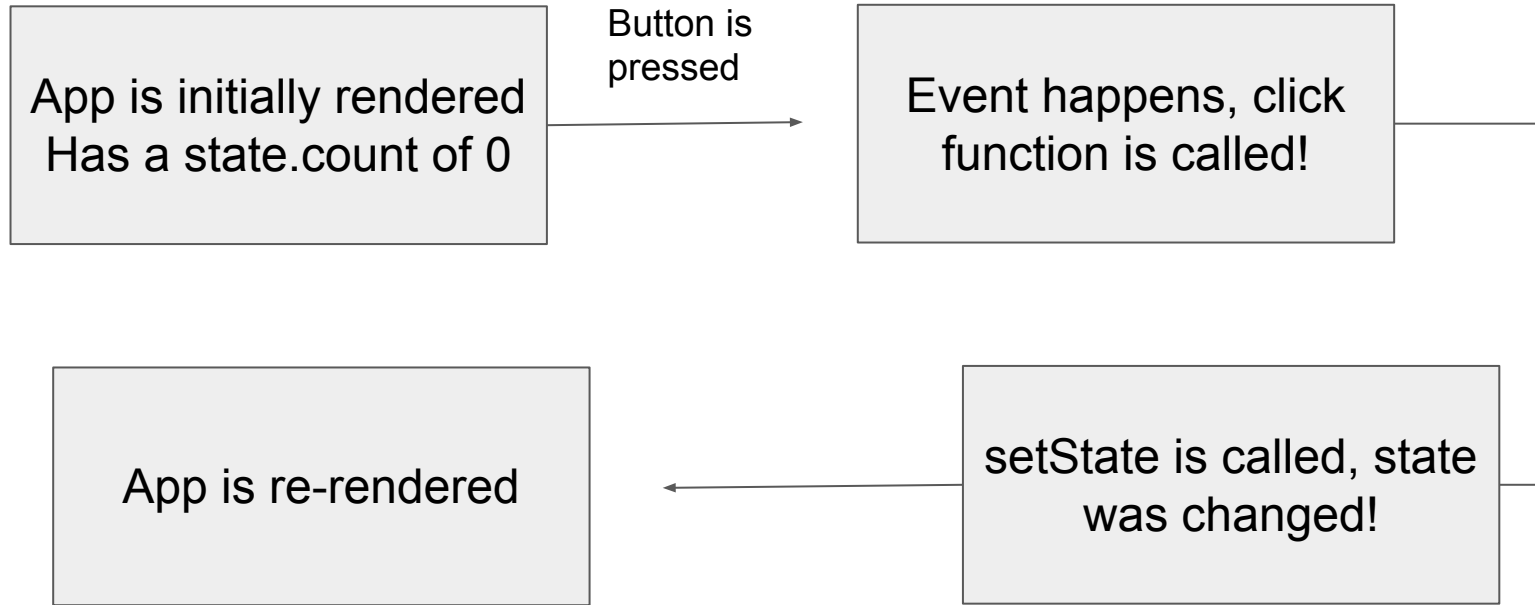 App is initially rendered
Has a state.count of 0
Button is
pressed
Event happens, click
function is called!
App is re-rendered
setState is called, state
was changed!